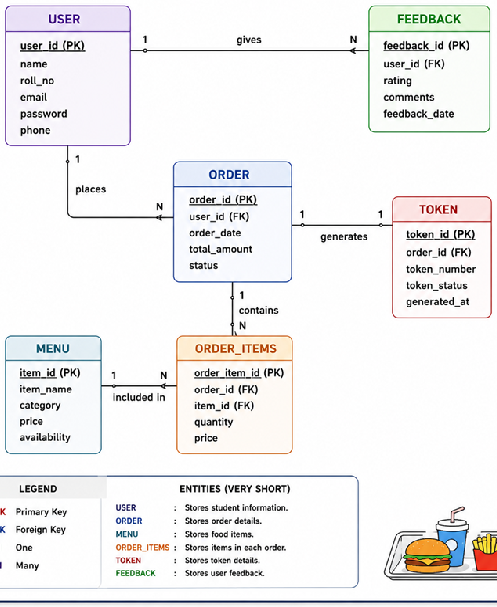 USER
user_id (PK)
name
roll_no
email
password
phone
1
gives
N
FEEDBACK
feedback_id (PK)
user_id (FK)
rating
comments
feedback_date
1
places
N
ORDER
order_id (PK)
user_id (FK)
order_date
total_amount
status
1
generates
1
TOKEN
token_id (PK)
order_id (FK)
token_number
token_status
generated_at
1
contains
N
MENU
item_id (PK)
item_name
category
price
availability
1
included in
N
ORDER_ITEMS
order_item_id (PK)
order_id (FK)
item_id (FK)
quantity
price
LEGEND
K Primary Key
K Foreign Key
One
Many
ENTITIES (VERY SHORT)
USER : Stores student information.
ORDER : Stores order details.
MENU : Stores food items.
ORDER_ITEMS : Stores items in each order.
TOKEN : Stores token details.
FEEDBACK : Stores user feedback.